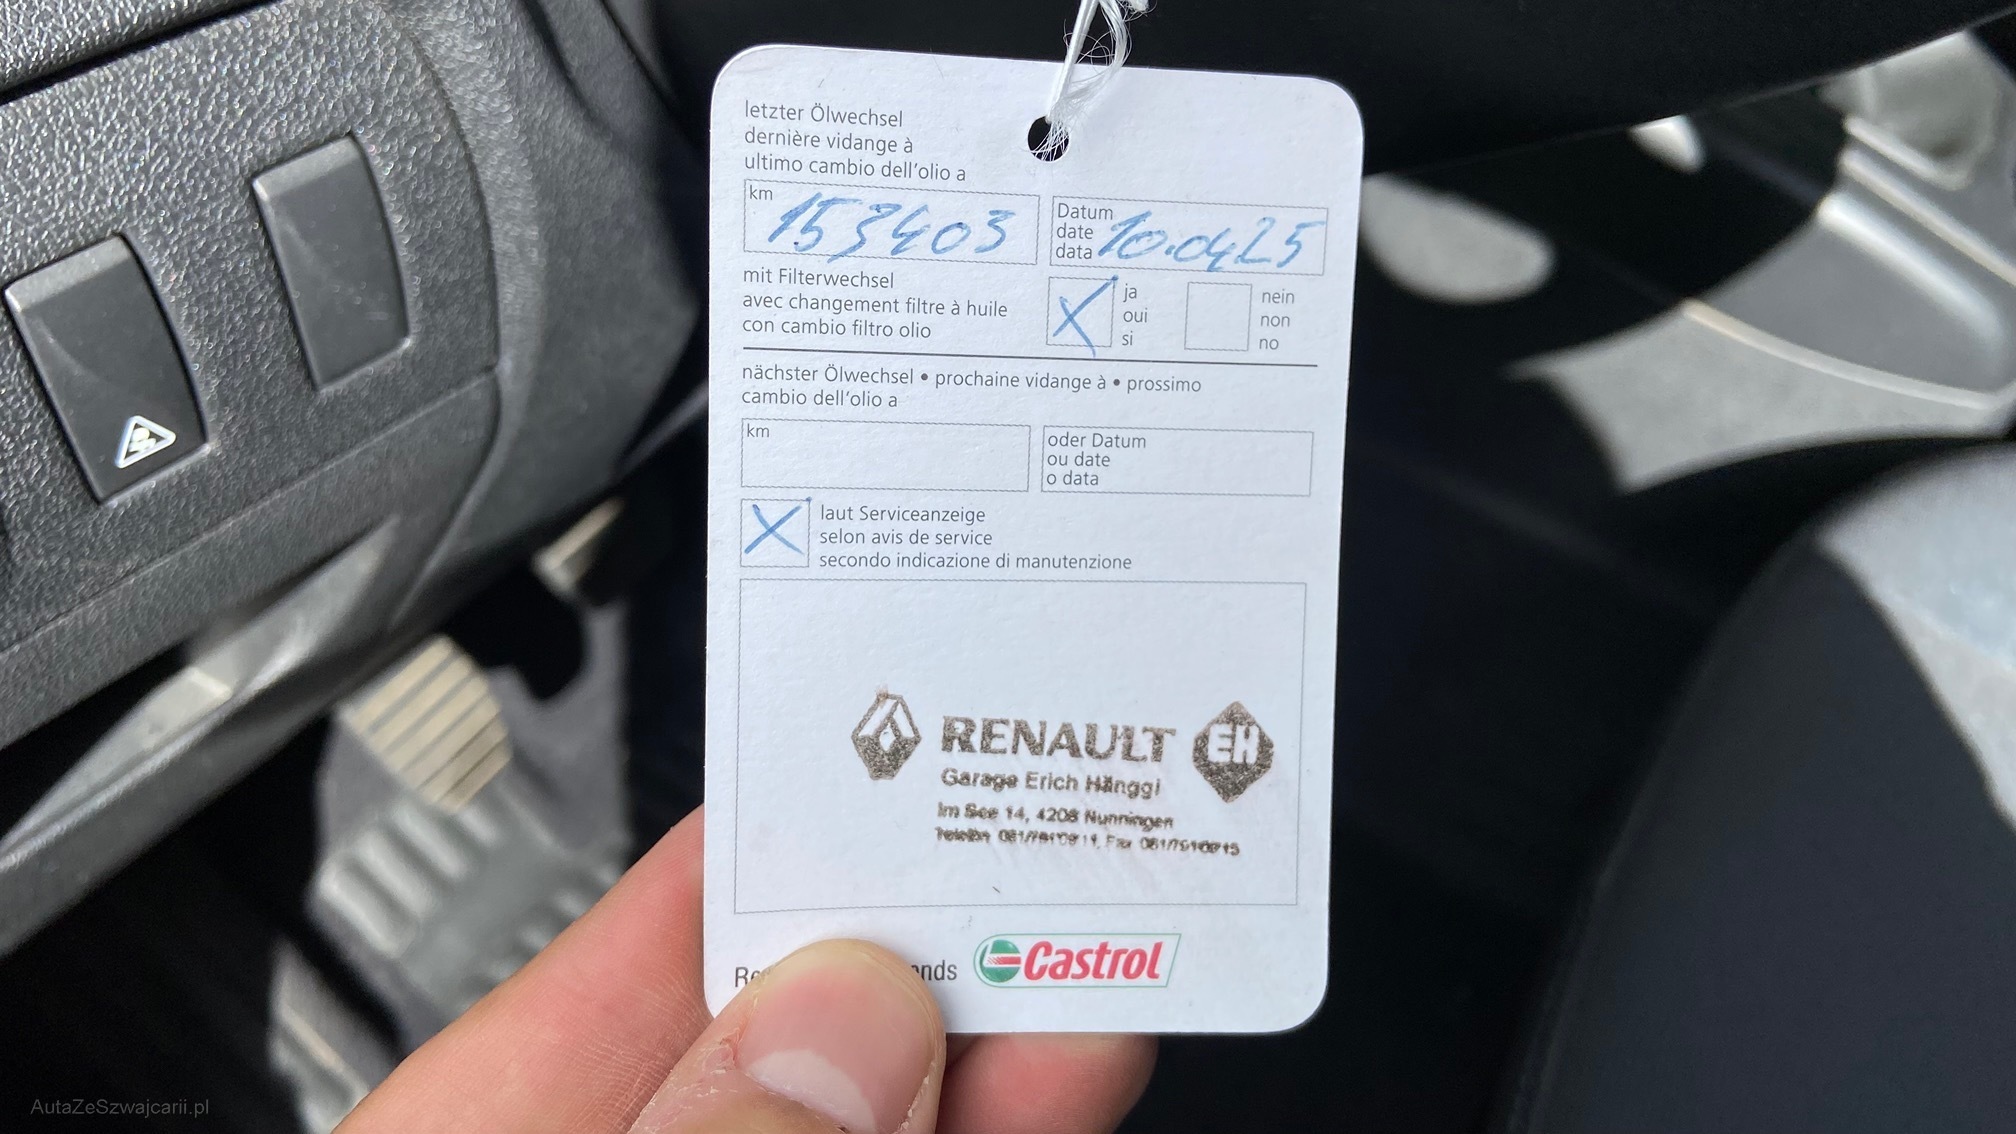 letzter Ölwechsel
dernière vidange à
ultimo cambio dell'olio a
km 153403
Datum
date 10.0425
data
mit Filterwechsel
avec changement filtre à huile
con cambio filtro olio
X ja
oui
si
nein
non
no
nächster Ölwechsel • prochaine vidange à • prossimo
cambio dell'olio a
km
oder Datum
ou date
o data
X laut Serviceanzeige
selon avis de service
secondo indicazione di manutenzione
RENAULT EH
Garage Erich Hänggi
Im See 14, 4208 Nunningen
Telefon Fax
Castrol
AutaZeSzwajcarii.pl